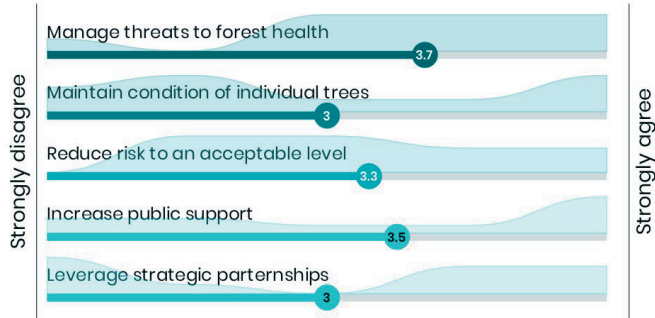 Strongly disagree
Manage threats to forest health
3.7
Maintain condition of individual trees
3
Reduce risk to an acceptable level
3.3
Increase public support
3.5
Leverage strategic parternships
3
Strongly agree